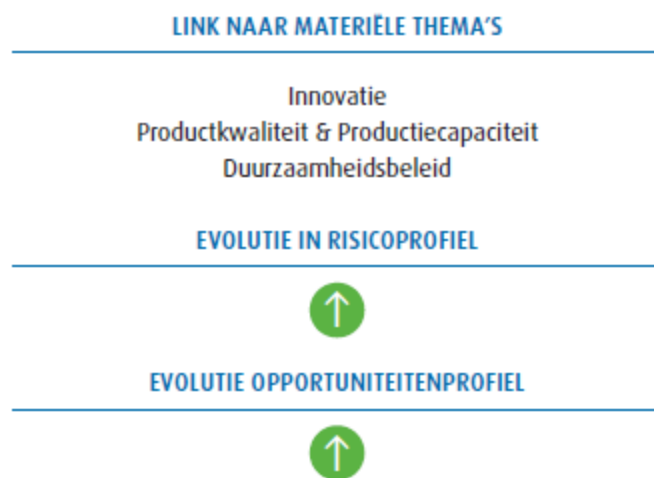 LINK NAAR MATERIËLE THEMA'S
Innovatie
Productkwaliteit & Productiecapaciteit
Duurzaamheidsbeleid
EVOLUTIE IN RISICOPROFIEL
EVOLUTIE OPPORTUNITEITENPROFIEL